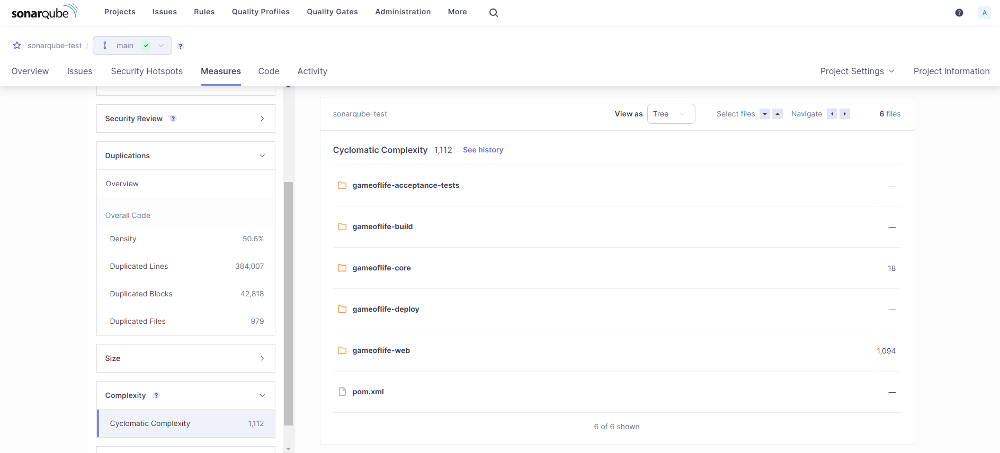 sonarqube Projects Issues Rules Quality Profiles Quality Gates Administration More ? A
sonarqube-test / main ?
Overview Issues Security Hotspots Measures Code Activity Project Settings Project Information
Security Review ?
Duplications
Overview
Overall Code
Density 50.6%
Duplicated Lines 384,007
Duplicated Blocks 42,818
Duplicated Files 979
Size
Complexity ?
Cyclomatic Complexity 1,112
sonarqube-test View as Tree Select files Navigate 6 files
Cyclomatic Complexity 1,112 See history
gameoflife-acceptance-tests —
gameoflife-build —
gameoflife-core 18
gameoflife-deploy —
gameoflife-web 1,094
pom.xml —
6 of 6 shown